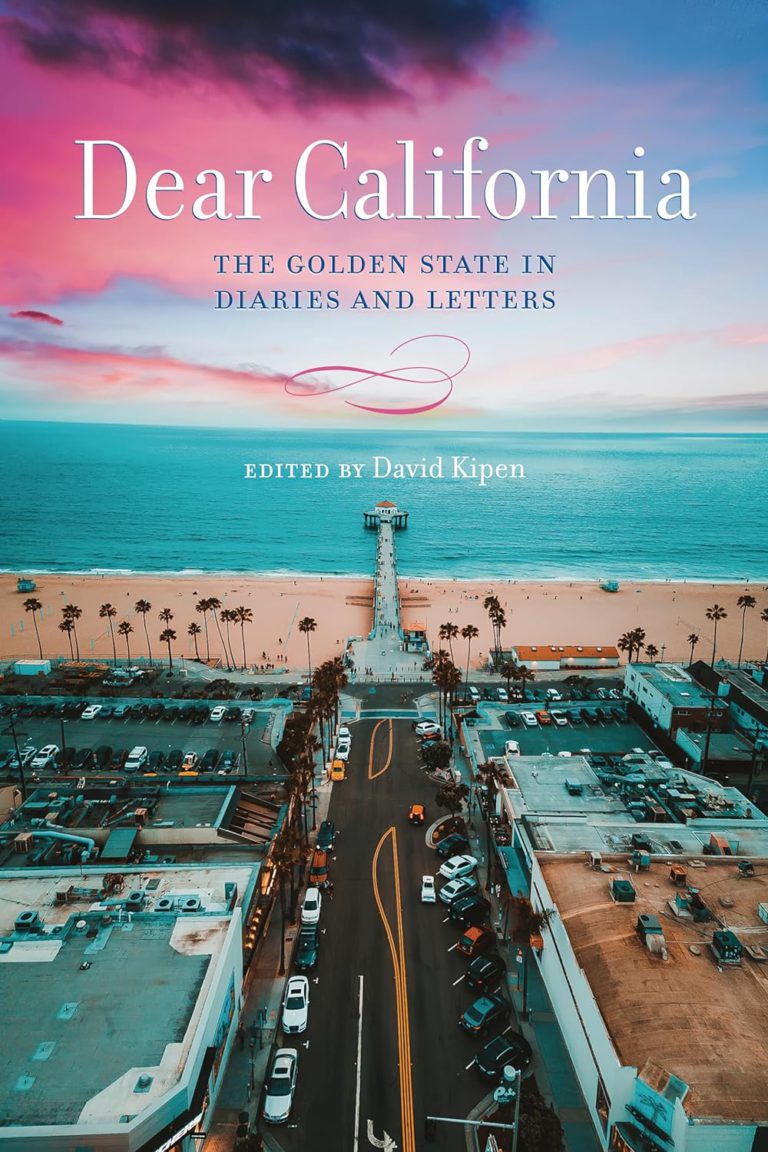 Dear California
THE GOLDEN STATE IN
DIARIES AND LETTERS
EDITED BY David Kipen